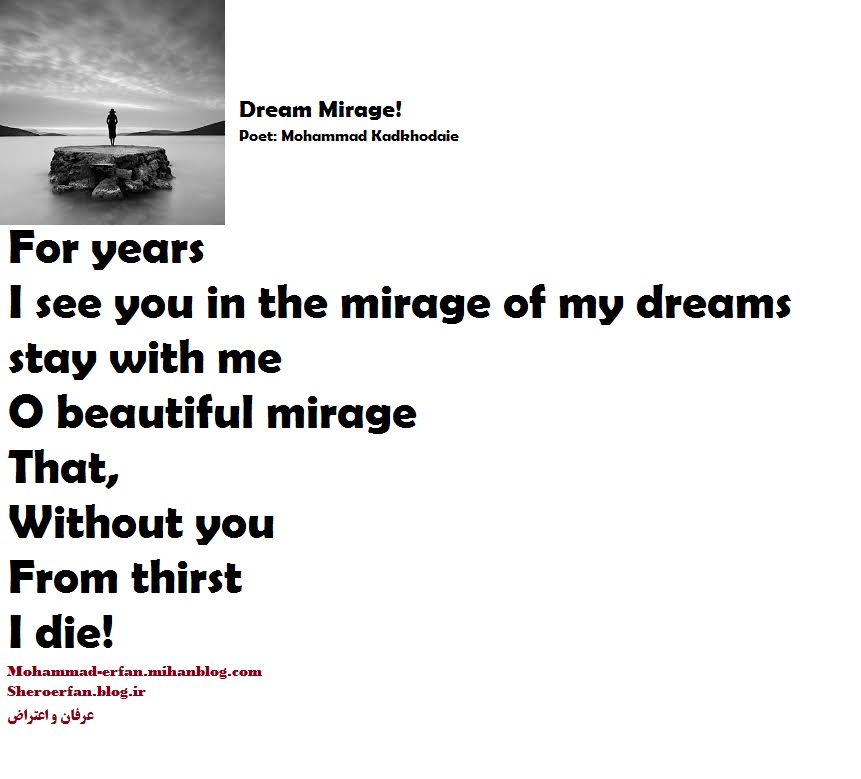 Dream Mirage!
Poet: Mohammad Kadkhodaie
For years
I see you in the mirage of my dreams
stay with me
O beautiful mirage
That,
Without you
From thirst
I die!
Mohammad-erfan.mihanblog.com
Sheroerfan.blog.ir
عرفان و اعتراض